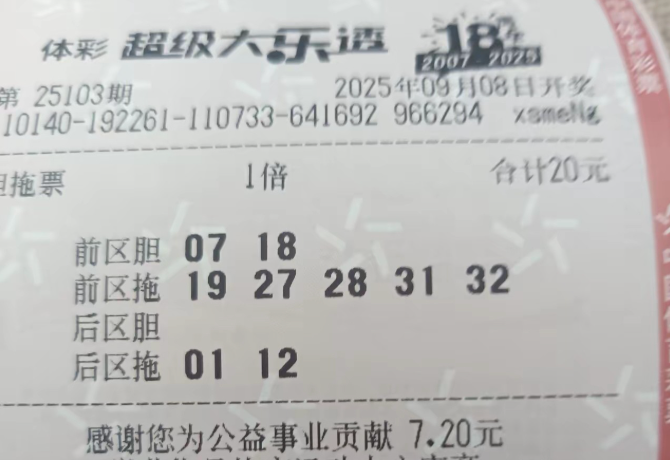 体彩 超级大乐透 18年
2007-2025
第 25103期 2025年09月08日开奖
10140-192261-110733-641692 966294 xsmeNg
胆拖票 1倍 合计20元
前区胆 07 18
前区拖 19 27 28 31 32
后区胆
后区拖 01 12
感谢您为公益事业贡献 7.20元